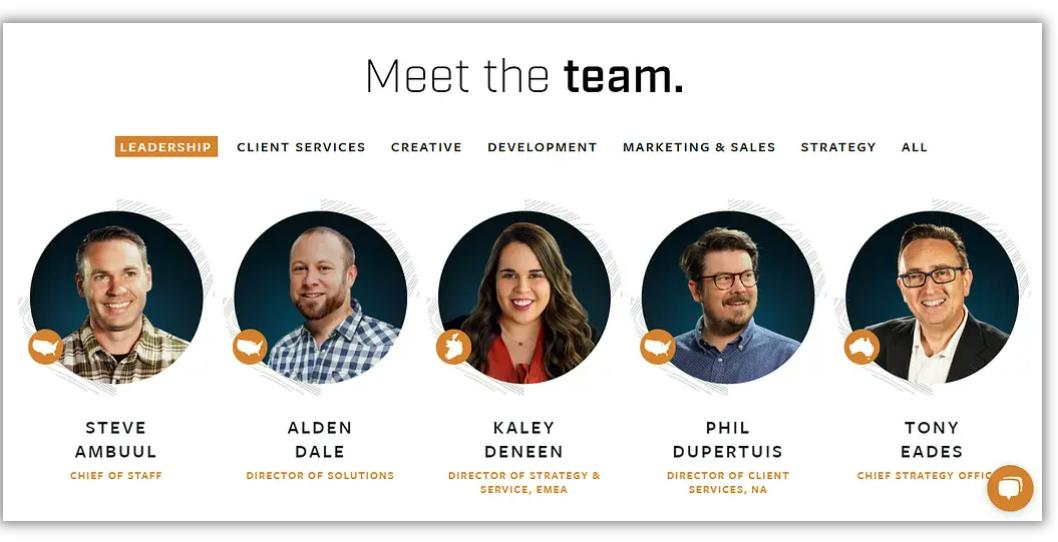 Meet the team.
LEADERSHIP CLIENT SERVICES CREATIVE DEVELOPMENT MARKETING & SALES STRATEGY ALL
STEVE
AMBUUL
CHIEF OF STAFF
ALDEN
DALE
DIRECTOR OF SOLUTIONS
KALEY
DENEEN
DIRECTOR OF STRATEGY &
SERVICE, EMEA
PHIL
DUPERTUIS
DIRECTOR OF CLIENT
SERVICES, NA
TONY
EADES
CHIEF STRATEGY